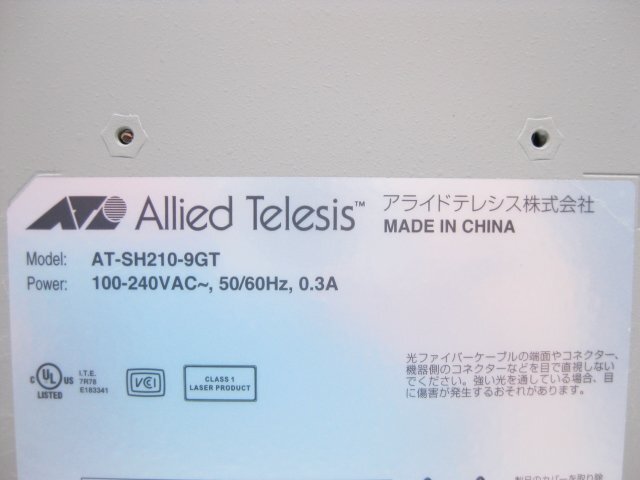 Allied Telesis™ アライドテレシス株式会社
MADE IN CHINA
Model: AT-SH210-9GT
Power: 100-240VAC~, 50/60Hz, 0.3A
C UL US LISTED
I.T.E.
7R78
E183341
VCI
CLASS 1
LASER PRODUCT
光ファイバーケーブルの端面やコネクター、
機器側のコネクターなどを目で直視しない
でください。強い光を通している場合、目
に傷害が発生するおそれがあります。